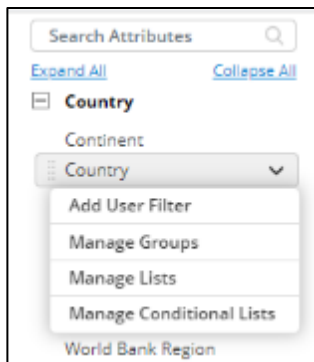 Search Attributes
Expand All Collapse All
Country
Continent
Country
Add User Filter
Manage Groups
Manage Lists
Manage Conditional Lists
World Bank Region